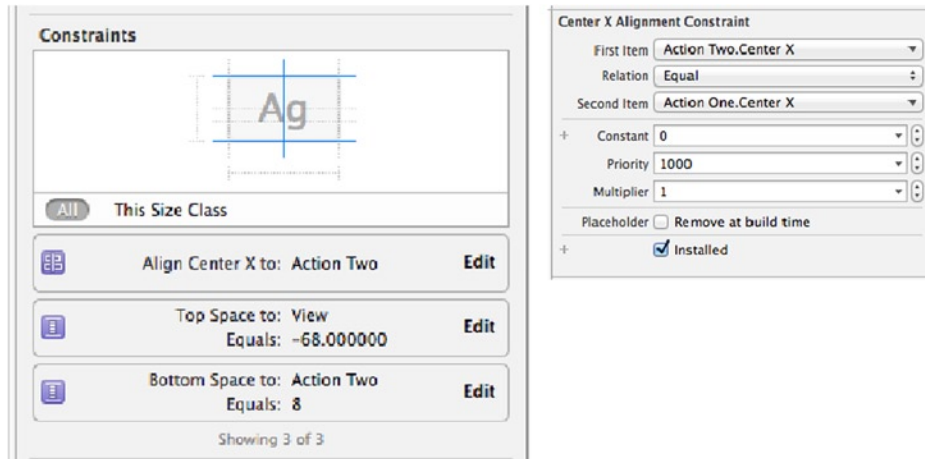 Constraints
Ag
All This Size Class
Align Center X to: Action Two Edit
Top Space to: View
Equals: -68.000000
Edit
Bottom Space to: Action Two
Equals: 8
Edit
Showing 3 of 3
Center X Alignment Constraint
First Item Action Two.Center X
Relation Equal
Second Item Action One.Center X
+ Constant 0
Priority 1000
Multiplier 1
Placeholder Remove at build time
+ Installed